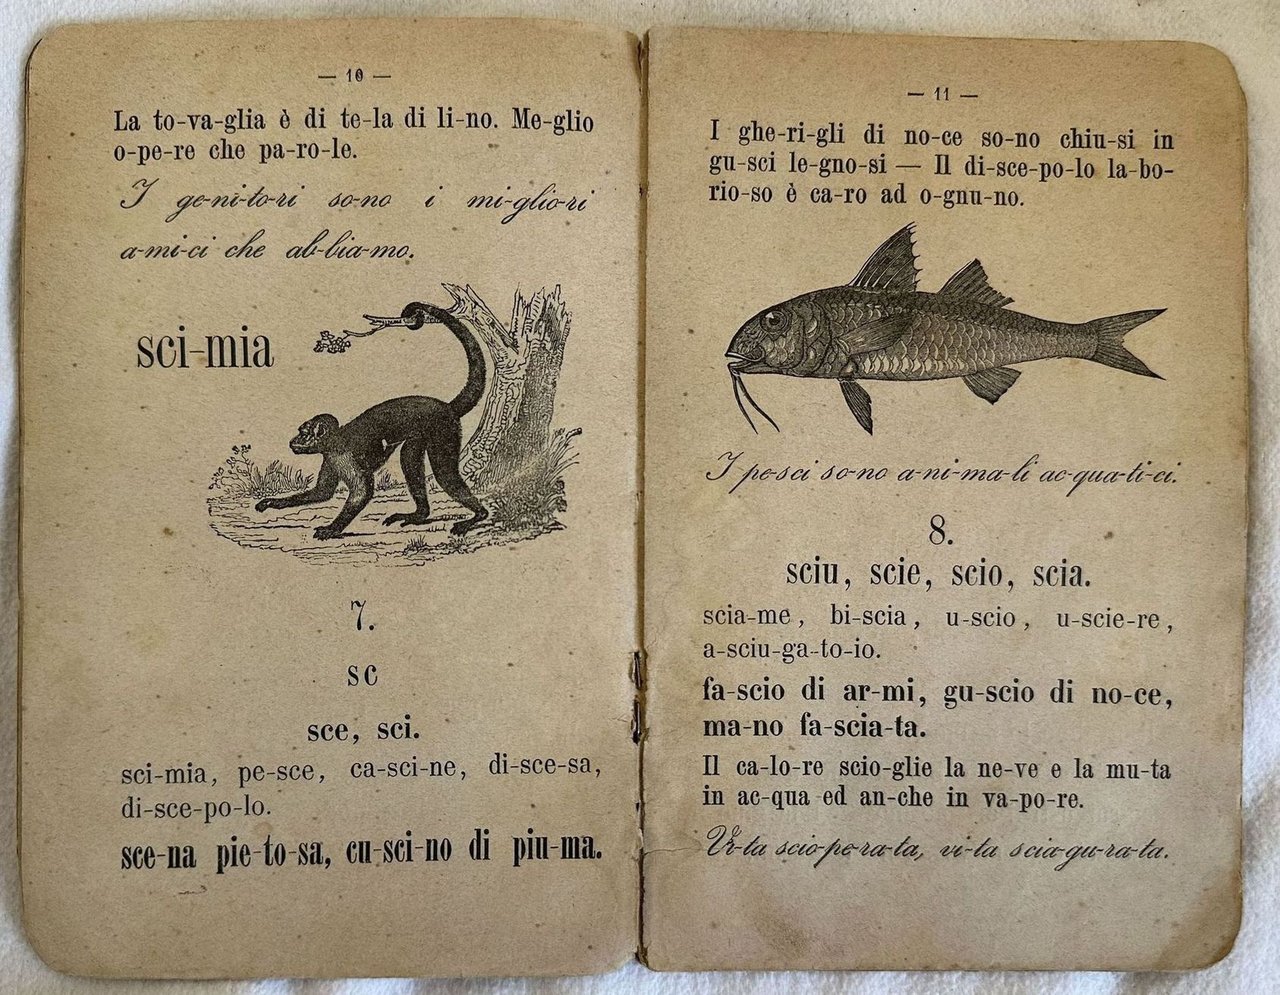 — 10 —
La to-va-glia è di te-la di li-no. Me-glio
o-pe-re che pa-ro-le.
I ge-ni-to-ri so-no i mi-glio-ri
a-mi-ci che ab-bia-mo.
sci-mia
7.
sc
sce, sci.
sci-mia, pe-sce, ca-sci-ne, di-sce-sa,
di-sce-po-lo.
sce-na pie-to-sa, cu-sci-no di piu-ma.
— 11 —
I ghe-ri-gli di no-ce so-no chiu-si in
gu-sci le-gno-si — Il di-sce-po-lo la-bo-
rio-so è ca-ro ad o-gnu-no.
I pe-sci so-no a-ni-ma-li ac-qua-ti-ci.
8.
sciu, scie, scio, scia.
scia-me, bi-scia, u-scio, u-scie-re,
a-sciu-ga-to-io.
fa-scio di ar-mi, gu-scio di no-ce,
ma-no fa-scia-ta.
Il ca-lo-re scio-glie la ne-ve e la mu-ta
in ac-qua ed an-che in va-po-re.
Vi-ta scio-pe-ra-ta, vi-ta scia-gu-ra-ta.